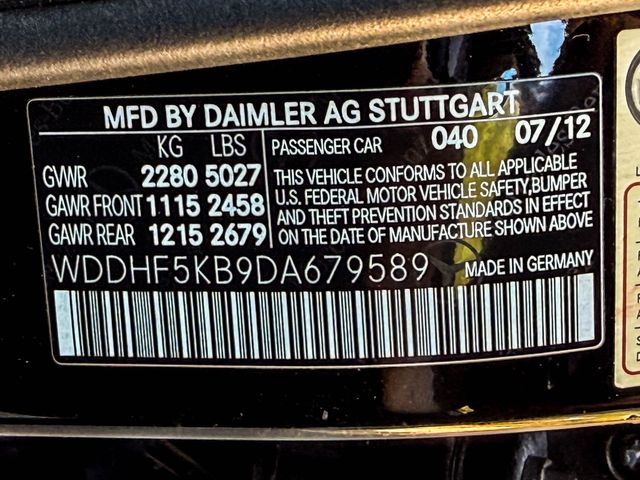 MFD BY DAIMLER AG STUTTGART
KG LBS
GVWR 2280 5027
GAWR FRONT 1115 2458
GAWR REAR 1215 2679
PASSENGER CAR 040 07/12
THIS VEHICLE CONFORMS TO ALL APPLICABLE
U.S. FEDERAL MOTOR VEHICLE SAFETY,BUMPER
AND THEFT PREVENTION STANDARDS IN EFFECT
ON THE DATE OF MANUFACTURE SHOWN ABOVE
WDDHF5KB9DA679589 MADE IN GERMANY